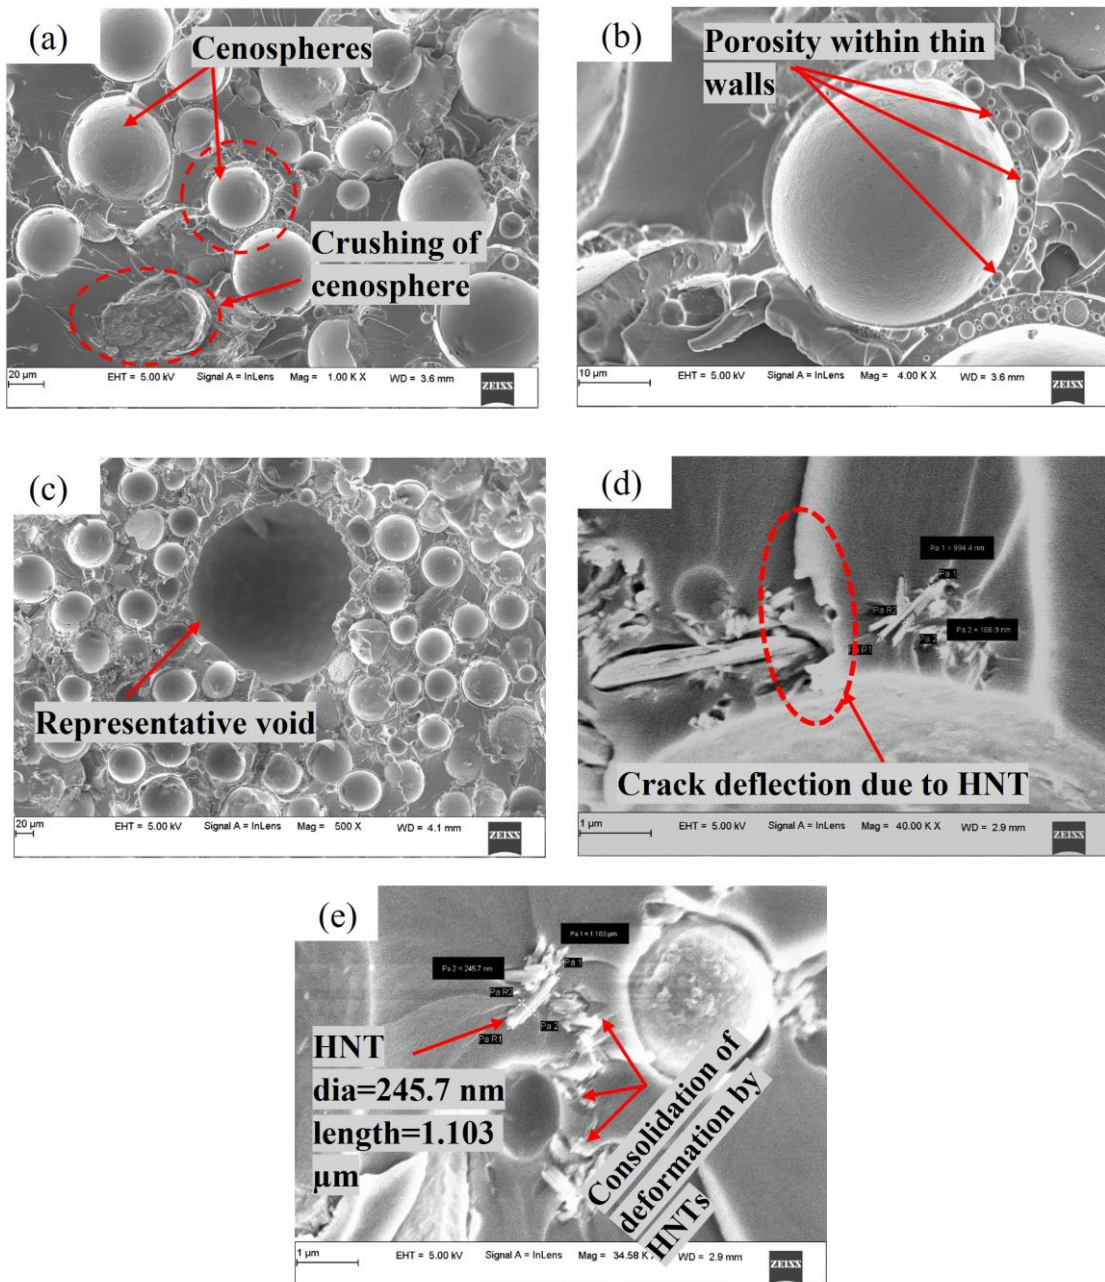 (a)
Cenospheres
Crushing of
cenosphere
20 µm
EHT = 5.00 kV Signal A = InLens Mag = 1.00 K X WD = 3.6 mm
ZEISS
(b)
Porosity within thin
walls
10 µm
EHT = 5.00 kV Signal A = InLens Mag = 4.00 K X WD = 3.6 mm
ZEISS
(c)
Representative void
20 µm
EHT = 5.00 kV Signal A = InLens Mag = 500 X WD = 4.1 mm
ZEISS
(d)
Pa 1 = 994.4 nm
Pa 1
Pa R2
Pa 2 = 106.9 nm
Pa 2
Pa R1
Crack deflection due to HNT
1 µm
EHT = 5.00 kV Signal A = InLens Mag = 40.00 K X WD = 2.9 mm
ZEISS
(e)
Pa 1 = 1.103 µm
Pa 2 = 245.7 nm
Pa 1
Pa R2
Pa 2
Pa R1
HNT
dia=245.7 nm
length=1.103
µm
Consolidation of
deformation by
HNTs
1 µm
EHT = 5.00 kV Signal A = InLens Mag = 34.58 K X WD = 2.9 mm
ZEISS